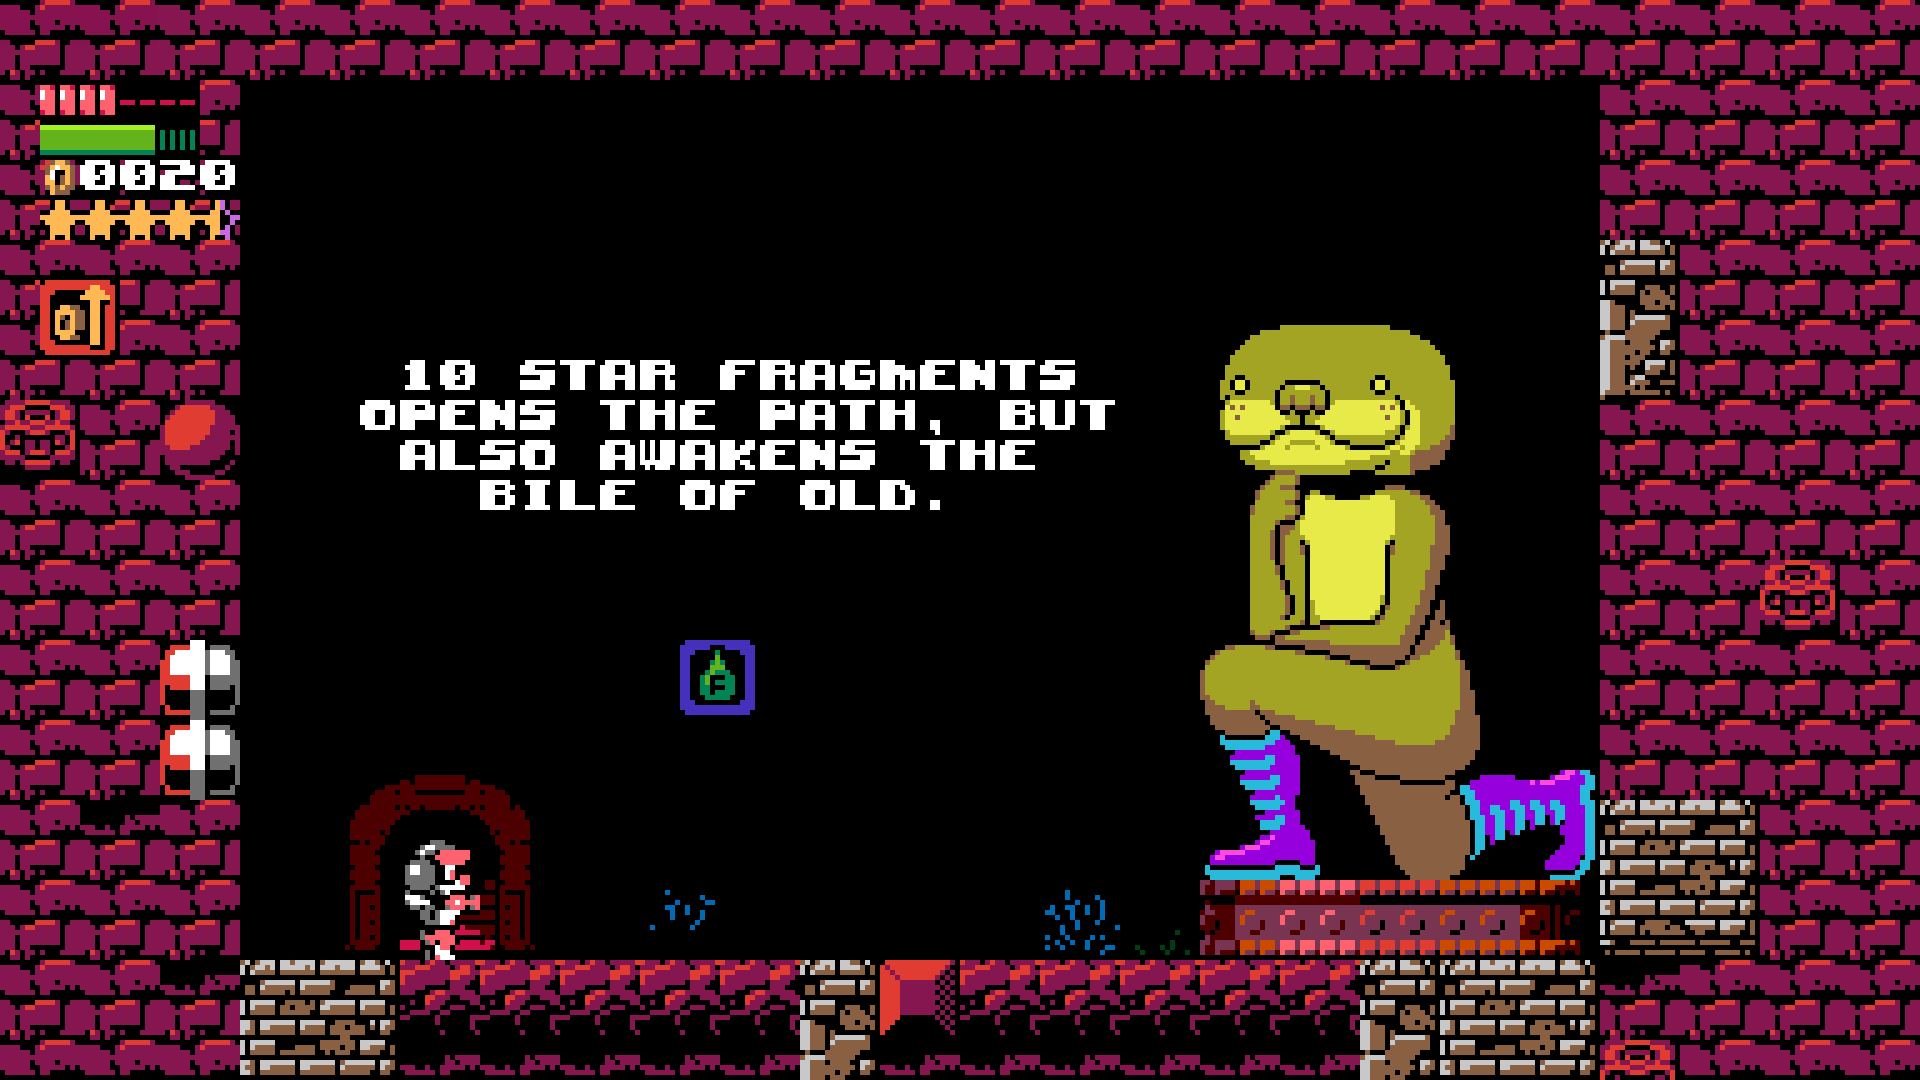 0020
10 STAR FRAGMENTS
OPENS THE PATH, BUT
ALSO AWAKENS THE
BILE OF OLD.
F